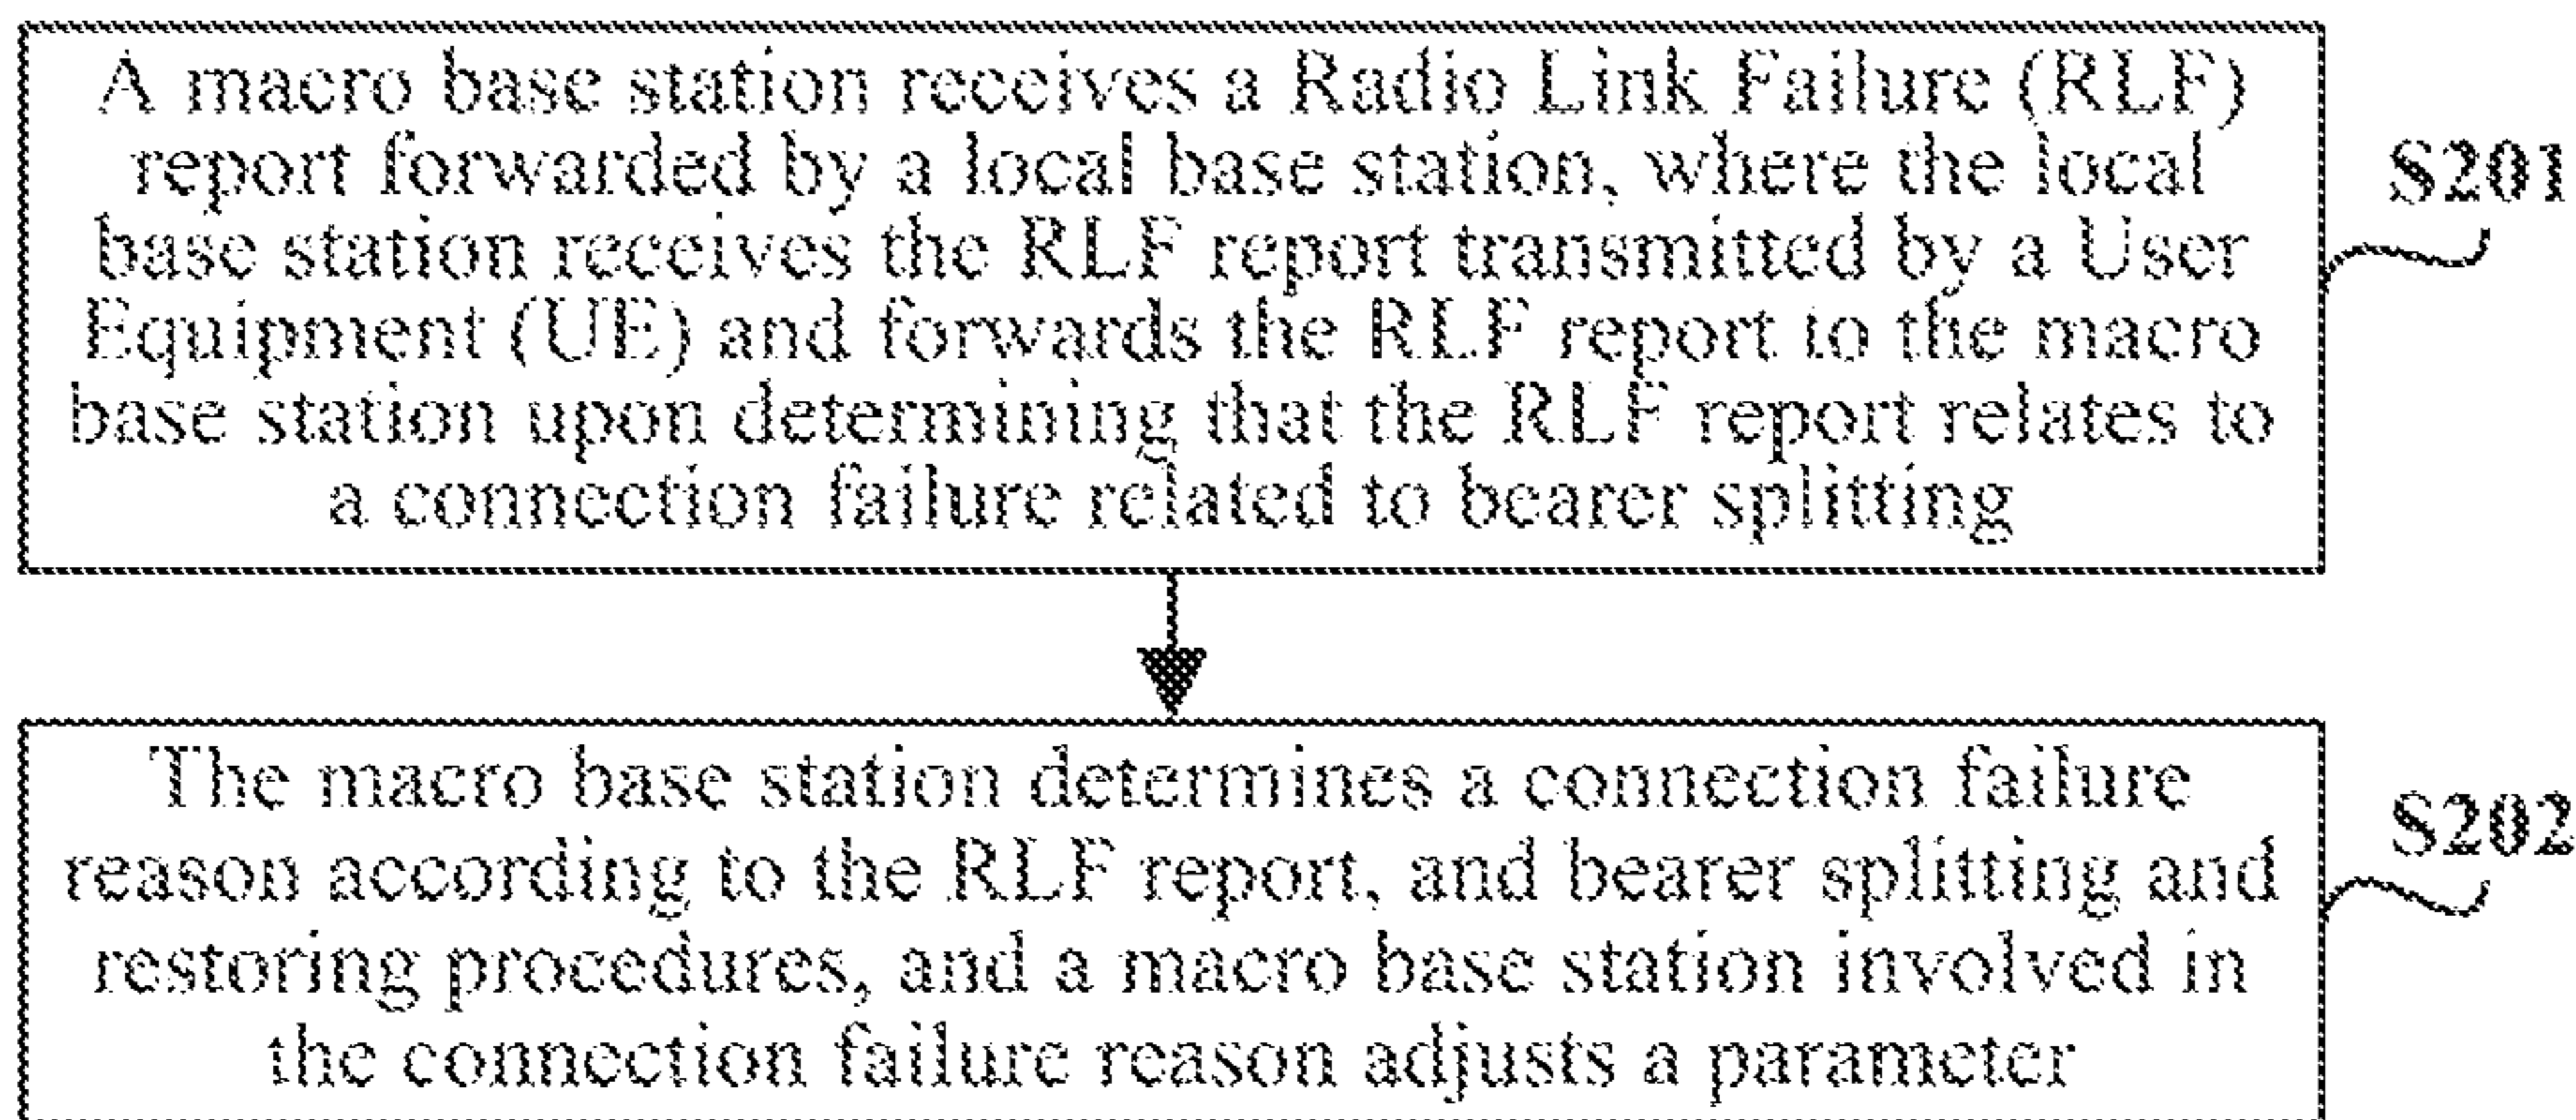 A macro base station receives a Radio Link Failure (RLF)
report forwarded by a local base station, where the local
base station receives the RLF report transmitted by a User
Equipment (UE) and forwards the RLF report to the macro
base station upon determining that the RLF report relates to
a connection failure related to bearer splitting
S201
The macro base station determines a connection failure
reason according to the RLF report, and bearer splitting and
restoring procedures, and a macro base station involved in
the connection failure reason adjusts a parameter
S202